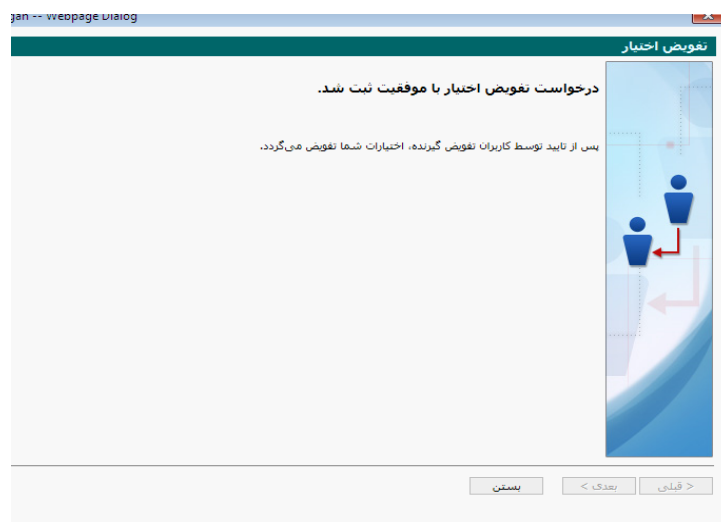 gan -- Webpage Dialog
تفویض اختیار
درخواست تفویض اختیار با موفقیت ثبت شد.
پس از تایید توسط کاربران تفویض گیرنده، اختیارات شما تفویض می‌گردد.
< قبلی
بعدی >
بستن